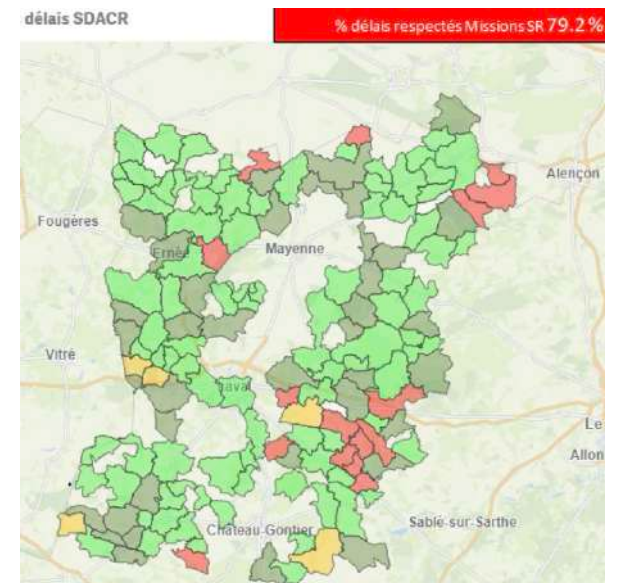 délais SDACR
% délais respectés Missions SR 79.2 %
Alençon
Fougères
Ernée
Mayenne
Vitré
Laval
Le
Allon
Château-Gontier
Sablé-sur-Sarthe